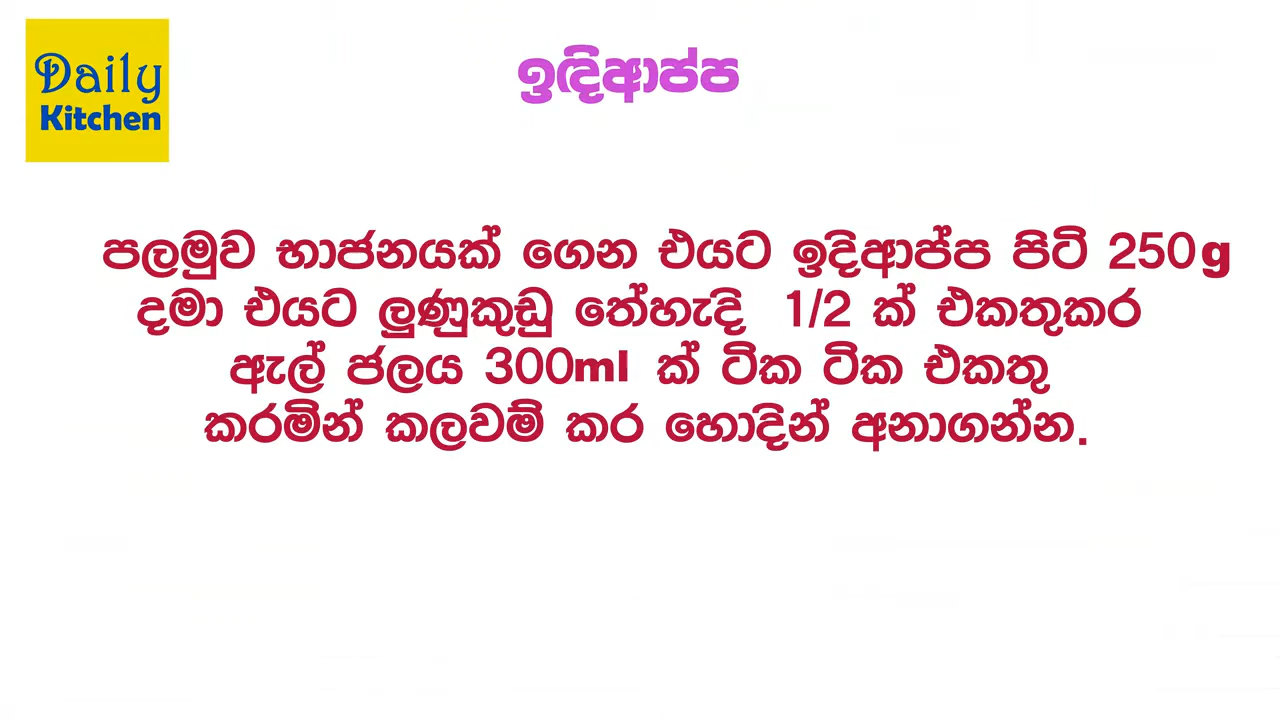 Daily
Kitchen
ඉඳිආප්ප
පලමුව භාජනයක් ගෙන එයට ඉදිආප්ප පිටි 250g
දමා එයට ලුණුකුඩු තේහැදි 1/2 ක් එකතුකර
ඇල් ජලය 300ml ක් ටික ටික එකතු
කරමින් කලවම් කර හොදින් අනාගන්න.